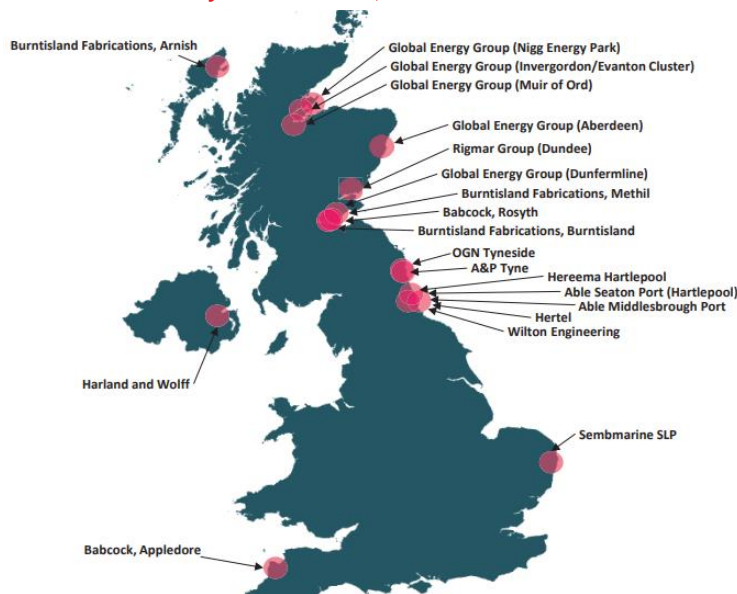 Burntisland Fabrications, Arnish
Global Energy Group (Nigg Energy Park)
Global Energy Group (Invergordon/Evanton Cluster)
Global Energy Group (Muir of Ord)
Global Energy Group (Aberdeen)
Rigmar Group (Dundee)
Global Energy Group (Dunfermline)
Burntisland Fabrications, Methil
Babcock, Rosyth
Burntisland Fabrications, Burntisland
OGN Tyneside
A&P Tyne
Hereema Hartlepool
Able Seaton Port (Hartlepool)
Able Middlesbrough Port
Hertel
Wilton Engineering
Harland and Wolff
Sembmarine SLP
Babcock, Appledore